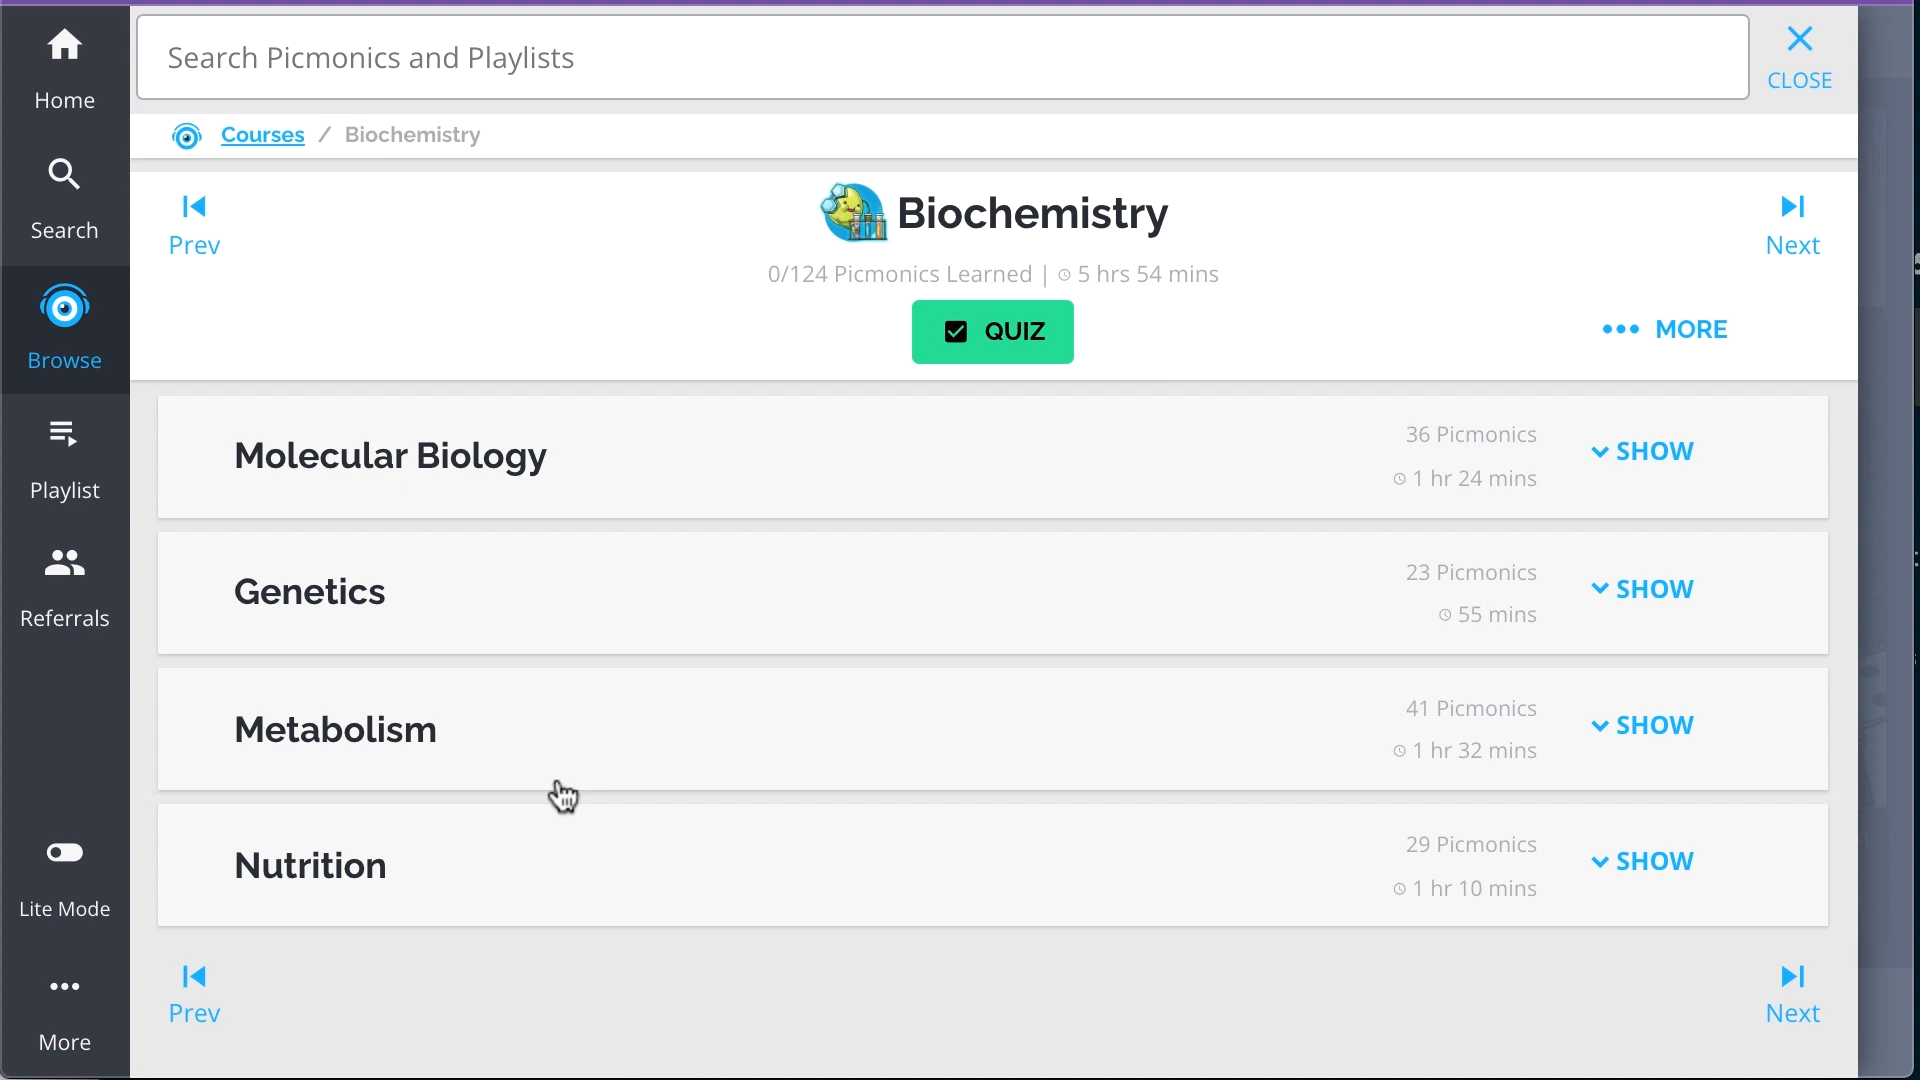 Search Picmonics and Playlists
CLOSE
Home
Search
Browse
Playlist
Referrals
Lite Mode
More
Courses / Biochemistry
Prev
Biochemistry
Next
0/124 Picmonics Learned | 5 hrs 54 mins
QUIZ
MORE
Molecular Biology
36 Picmonics
1 hr 24 mins
SHOW
Genetics
23 Picmonics
55 mins
SHOW
Metabolism
41 Picmonics
1 hr 32 mins
SHOW
Nutrition
29 Picmonics
1 hr 10 mins
SHOW
Prev
Next